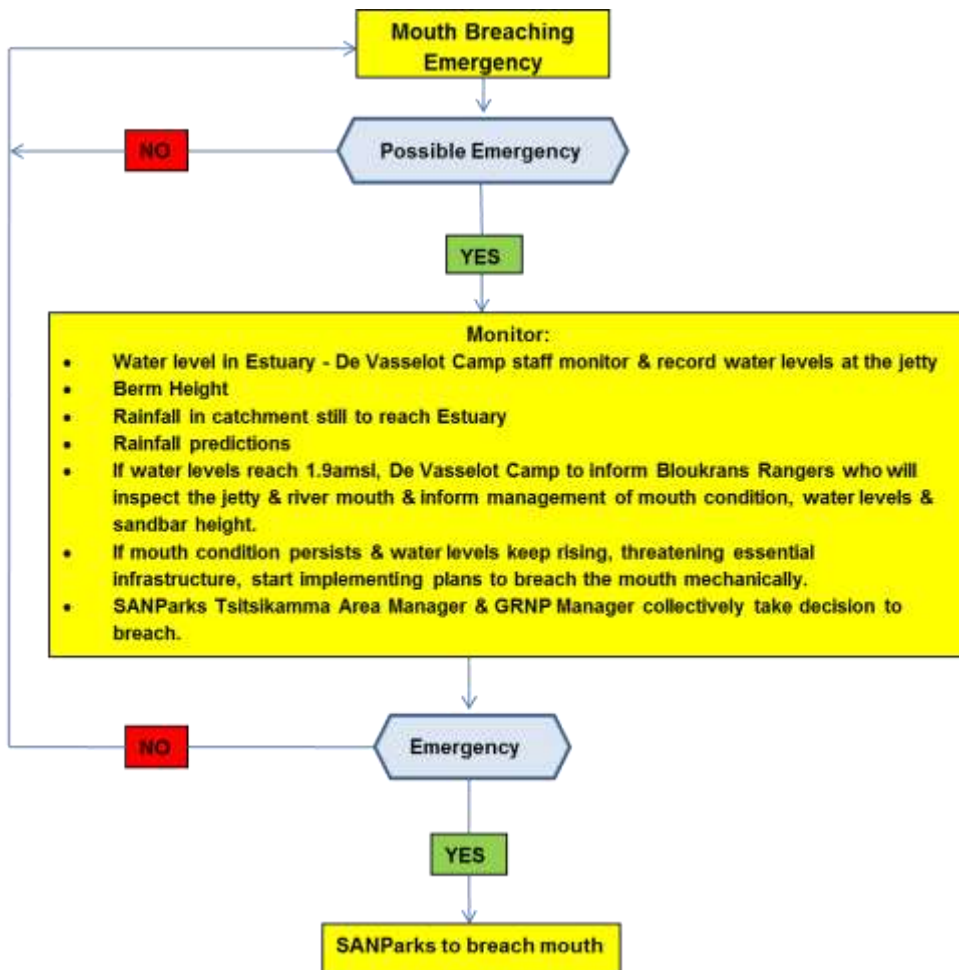 Mouth Breaching
Emergency
NO
Possible Emergency
YES
Monitor:
• Water level in Estuary - De Vasselot Camp staff monitor & record water levels at the jetty
• Berm Height
• Rainfall in catchment still to reach Estuary
• Rainfall predictions
• If water levels reach 1.9amsl, De Vasselot Camp to inform Bloukrans Rangers who will
inspect the jetty & river mouth & inform management of mouth condition, water levels &
sandbar height.
• If mouth condition persists & water levels keep rising, threatening essential
infrastructure, start implementing plans to breach the mouth mechanically.
• SANParks Tsitsikamma Area Manager & GRNP Manager collectively take decision to
breach.
NO
Emergency
YES
SANParks to breach mouth